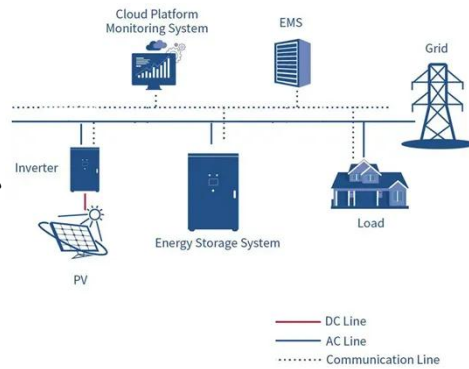 Cloud Platform
Monitoring System
EMS
Grid
Inverter
Energy Storage System
Load
PV
DC Line
AC Line
Communication Line